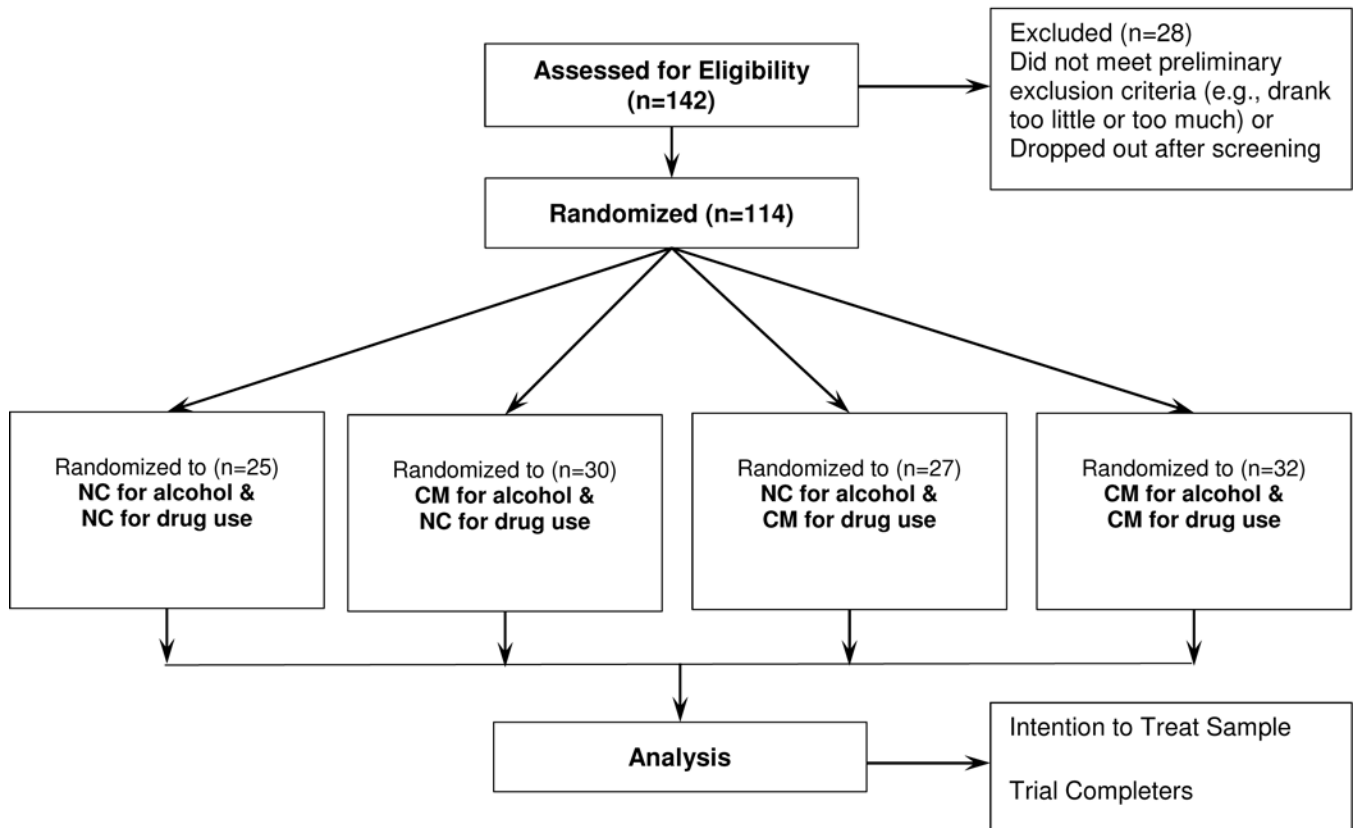 Assessed for Eligibility
(n=142)
Excluded (n=28)
Did not meet preliminary
exclusion criteria (e.g., drank
too little or too much) or
Dropped out after screening
Randomized (n=114)
Randomized to (n=25)
NC for alcohol &
NC for drug use
Randomized to (n=30)
CM for alcohol &
NC for drug use
Randomized to (n=27)
NC for alcohol &
CM for drug use
Randomized to (n=32)
CM for alcohol &
CM for drug use
Analysis
Intention to Treat Sample
Trial Completers